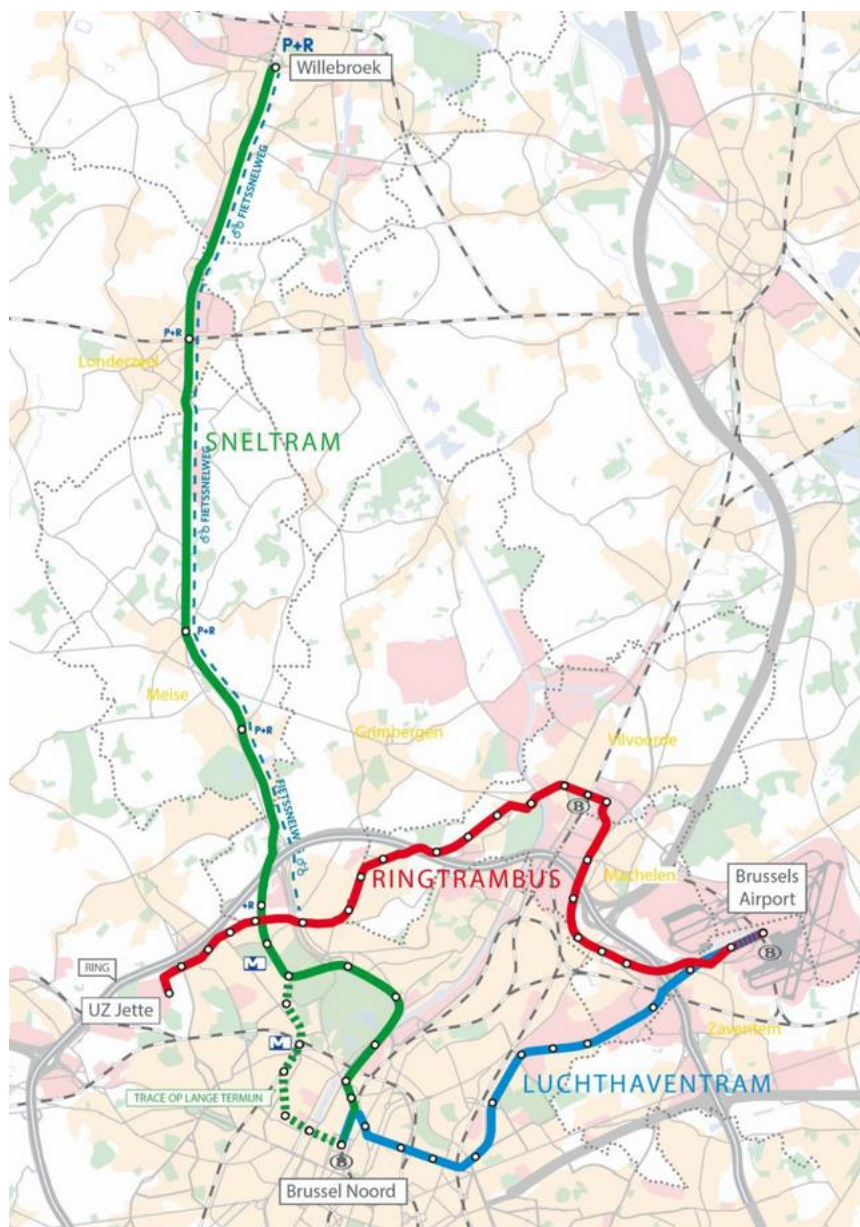 P+R
Willebroek
FIETSSNELWEG
P+R
Londerzeel
SNELTRAM
FIETSSNELWEG
P+R
Meise
P+R
Grimbergen
Vilvoorde
FIETSSNELW
B
RINGTRAMBUS
Machelen
Brussels
Airport
+R
B
RING
M
UZ Jette
Zaventem
M
LUCHTHAVENTRAM
TRACE OP LANGE TERMIJN
B
Brussel Noord